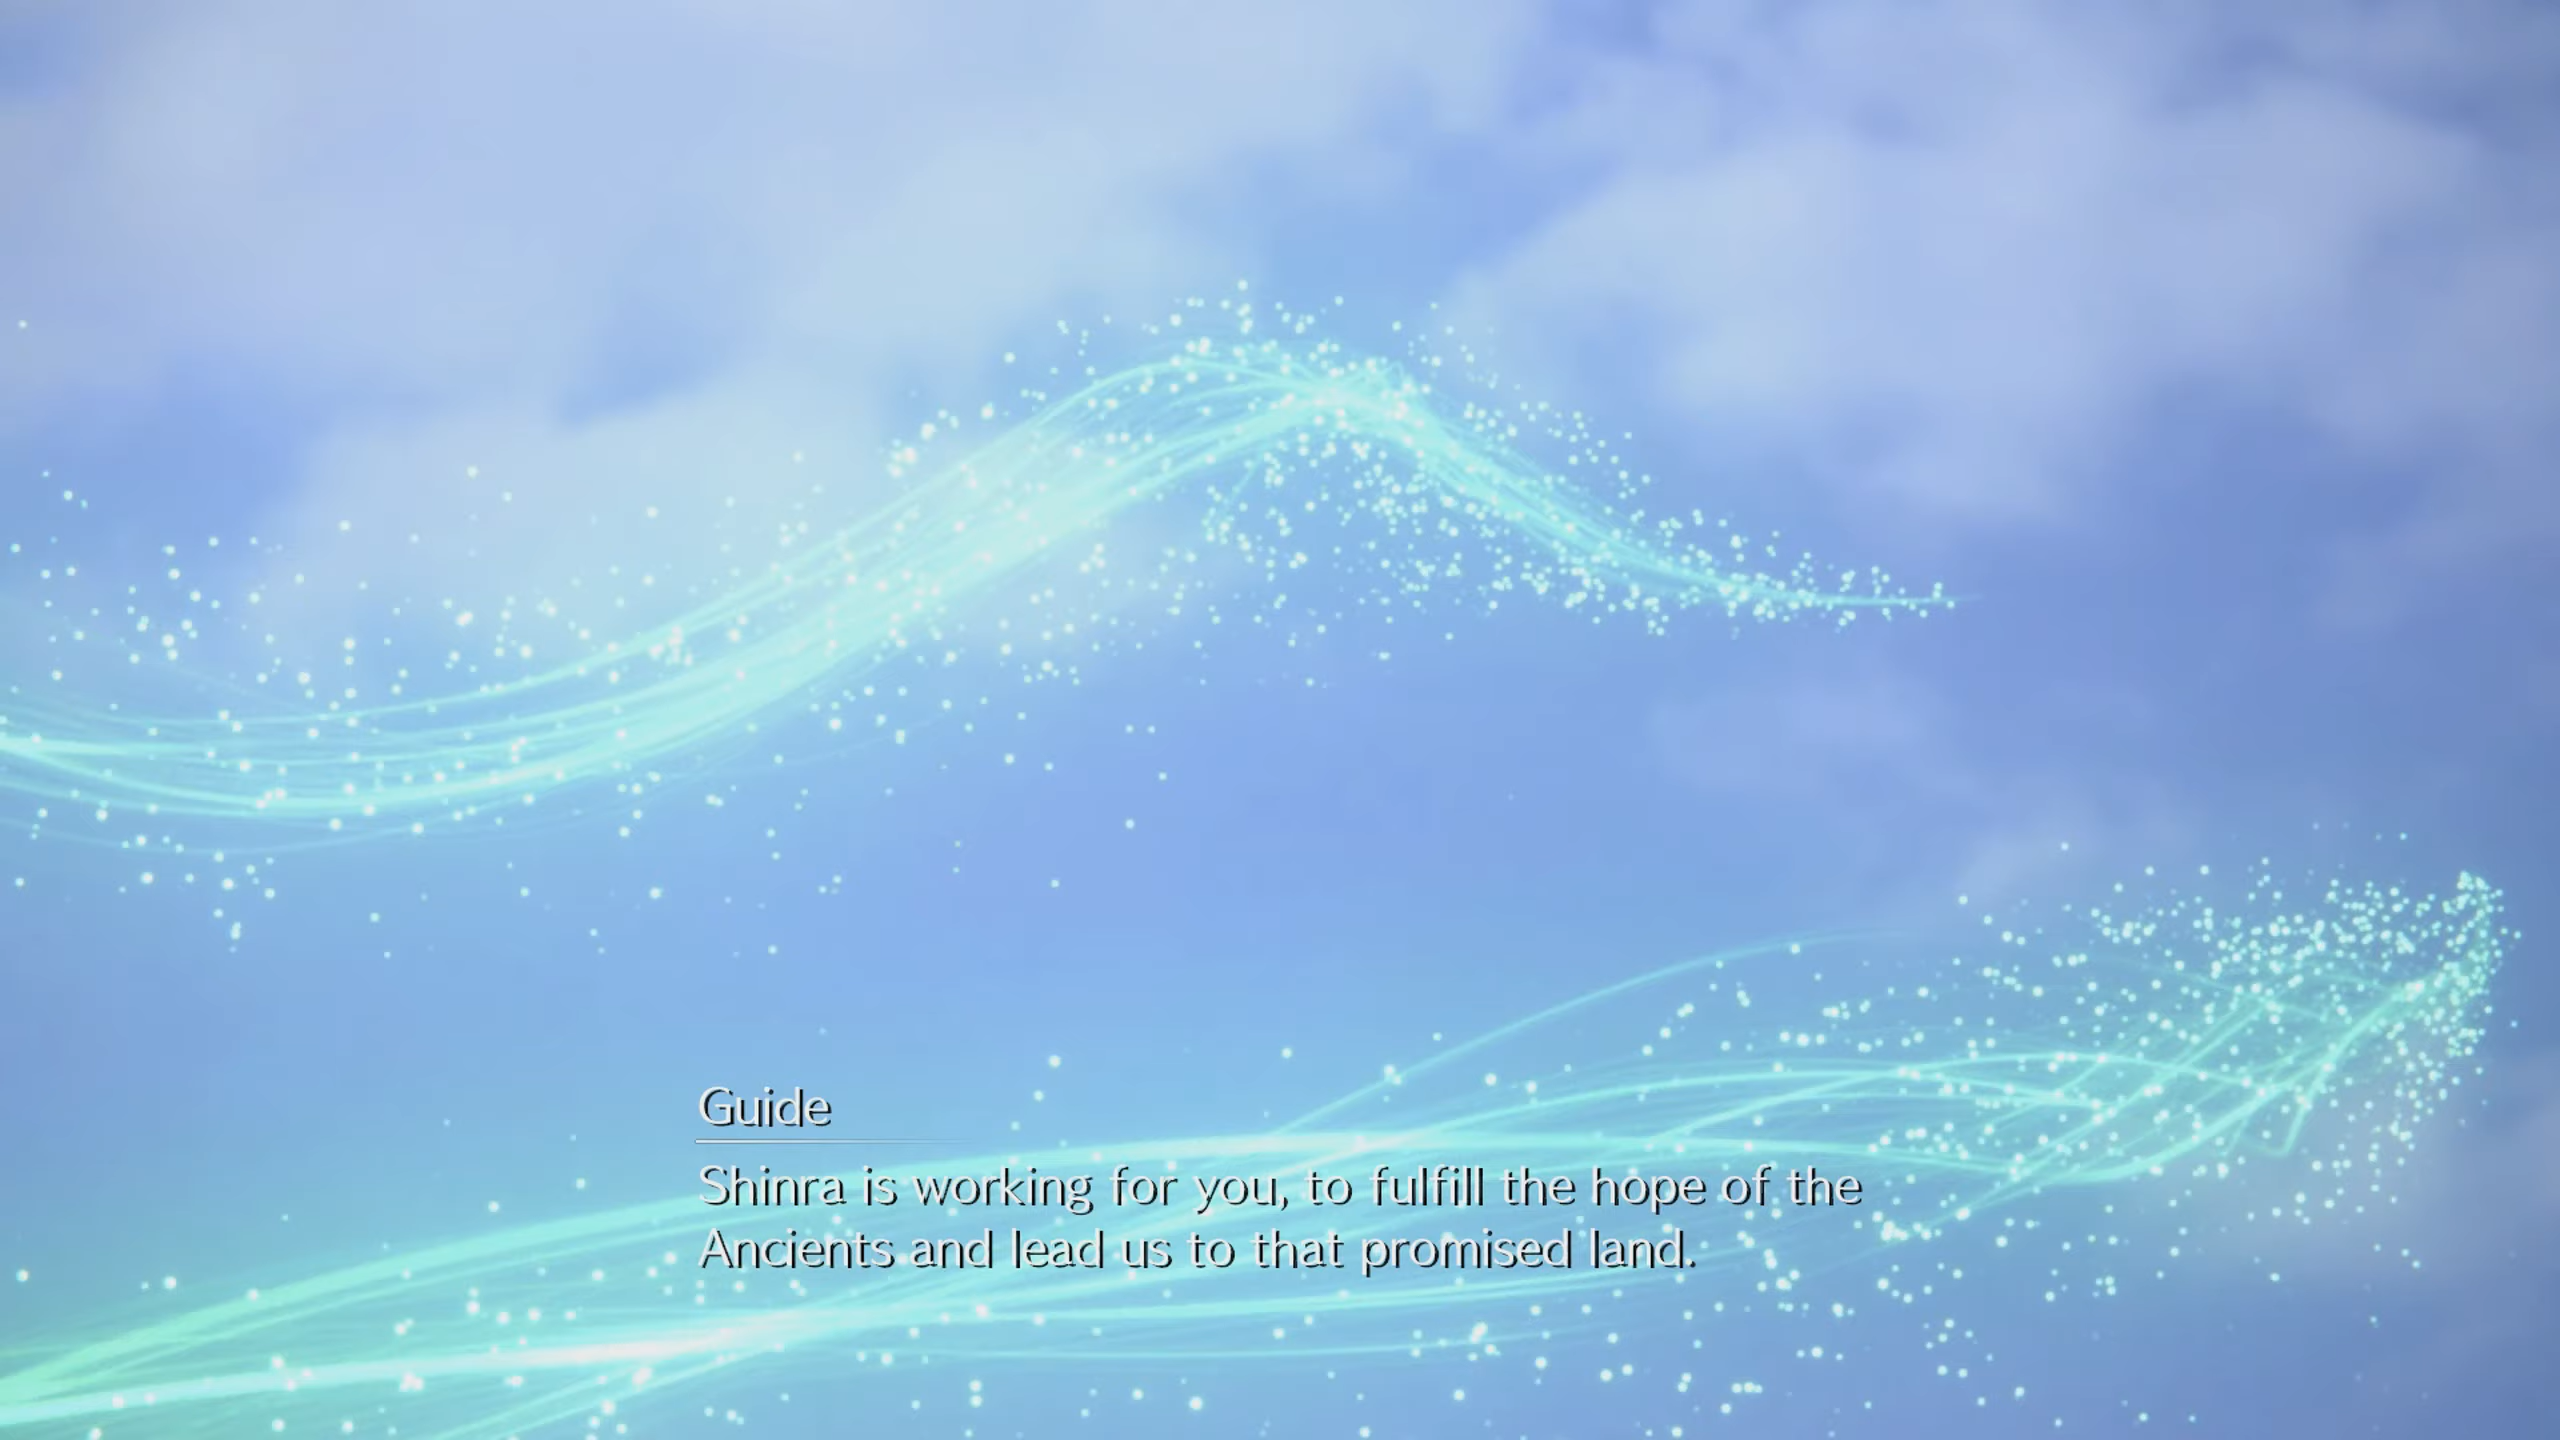 Guide
Shinra is working for you, to fulfill the hope of the
Ancients and lead us to that promised land.